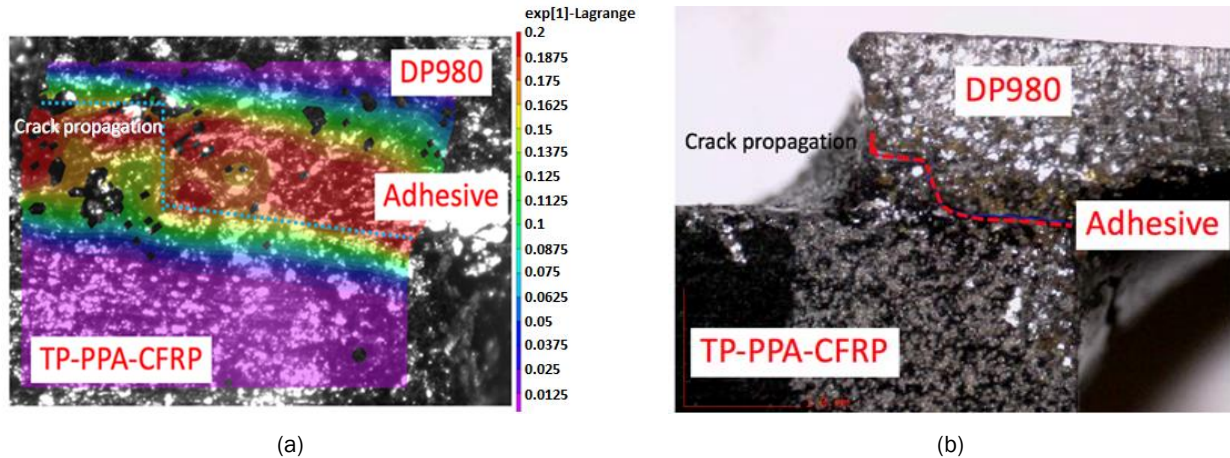 exp[1]-Lagrange
0.2
0.1875
0.175
0.1625
0.15
0.1375
0.125
0.1125
0.1
0.0875
0.075
0.0625
0.05
0.0375
0.025
0.0125
DP980
Crack propagation
Adhesive
TP-PPA-CFRP
(a)
DP980
Crack propagation
Adhesive
TP-PPA-CFRP
(b)